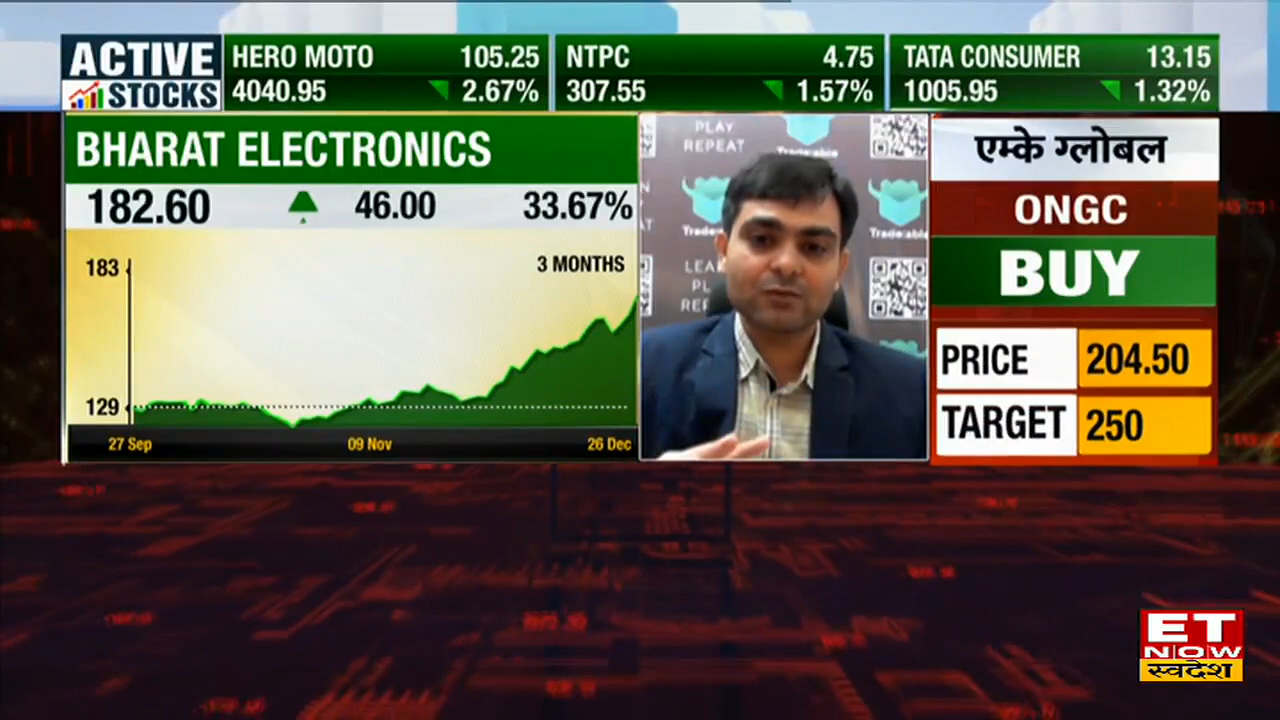 ACTIVE STOCKS
HERO MOTO 105.25
4040.95 2.67%
NTPC 4.75
307.55 1.57%
TATA CONSUMER 13.15
1005.95 1.32%
BHARAT ELECTRONICS
182.60 46.00 33.67%
183
3 MONTHS
129
27 Sep 09 Nov 26 Dec
PLAY
REPEAT
एम्के ग्लोबल
ONGC
BUY
PRICE 204.50
TARGET 250
ET
NOW
स्वदेश